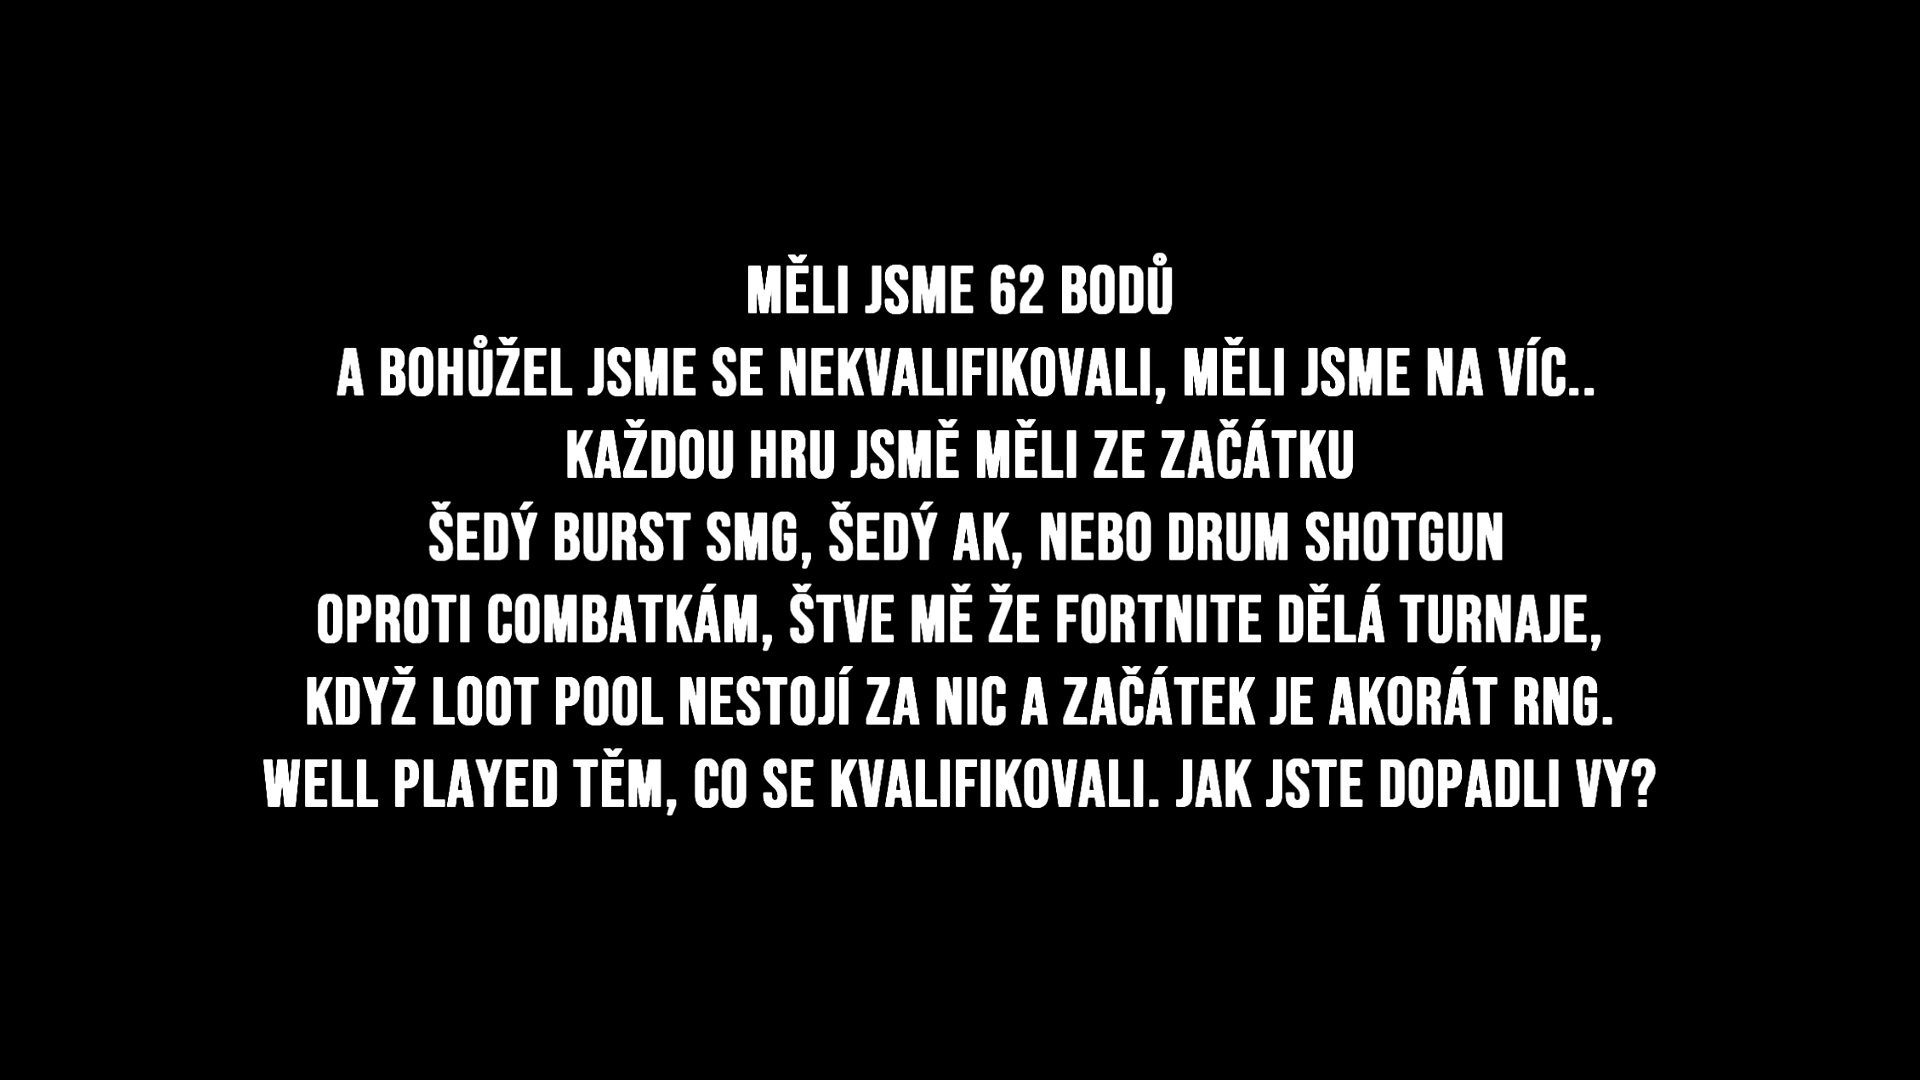 MĚLI JSME 62 BODŮ
A BOHŮŽEL JSME SE NEKVALIFIKOVALI, MĚLI JSME NA VÍC..
KAŽDOU HRU JSMĚ MĚLI ZE ZAČÁTKU
ŠEDÝ BURST SMG, ŠEDÝ AK, NEBO DRUM SHOTGUN
OPROTI COMBATKÁM, ŠTVE MĚ ŽE FORTNITE DĚLÁ TURNAJE,
KDYŽ LOOT POOL NESTOJÍ ZA NIC A ZAČÁTEK JE AKORÁT RNG.
WELL PLAYED TĚM, CO SE KVALIFIKOVALI. JAK JSTE DOPADLI VY?